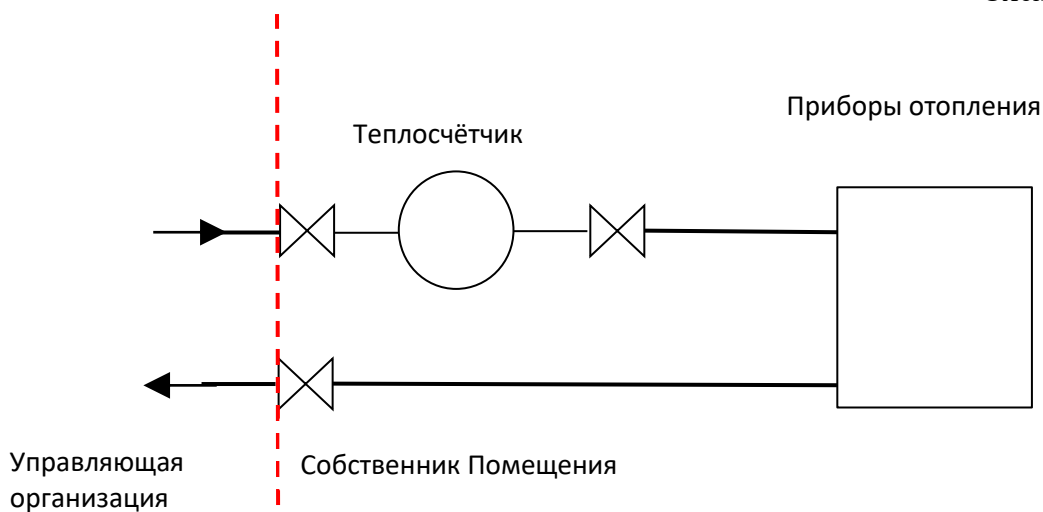 Приборы отопления
Теплосчётчик
Управляющая
организация
Собственник Помещения